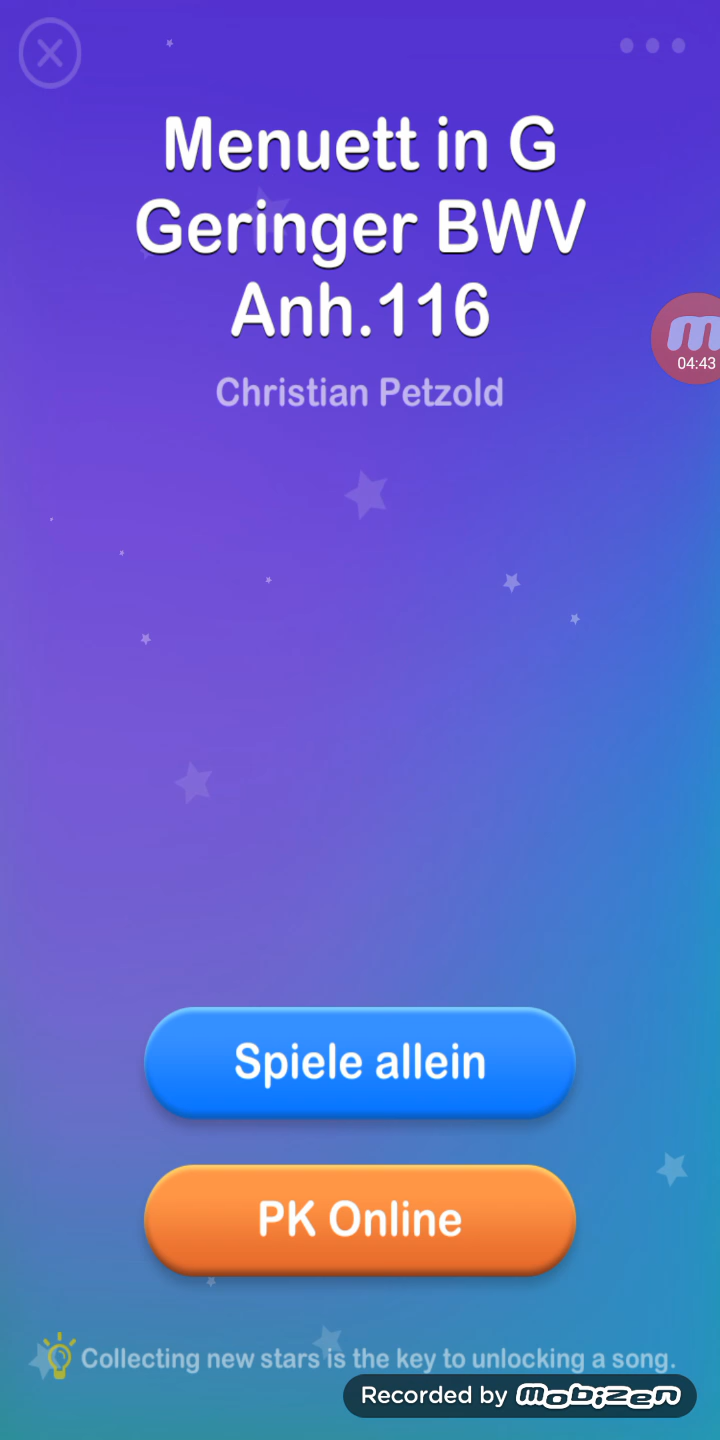 Menuett in G
Geringer BWV
Anh.116
Christian Petzold
m
04:43
Spiele allein
PK Online
Collecting new stars is the key to unlocking a song.
Recorded by mobizen